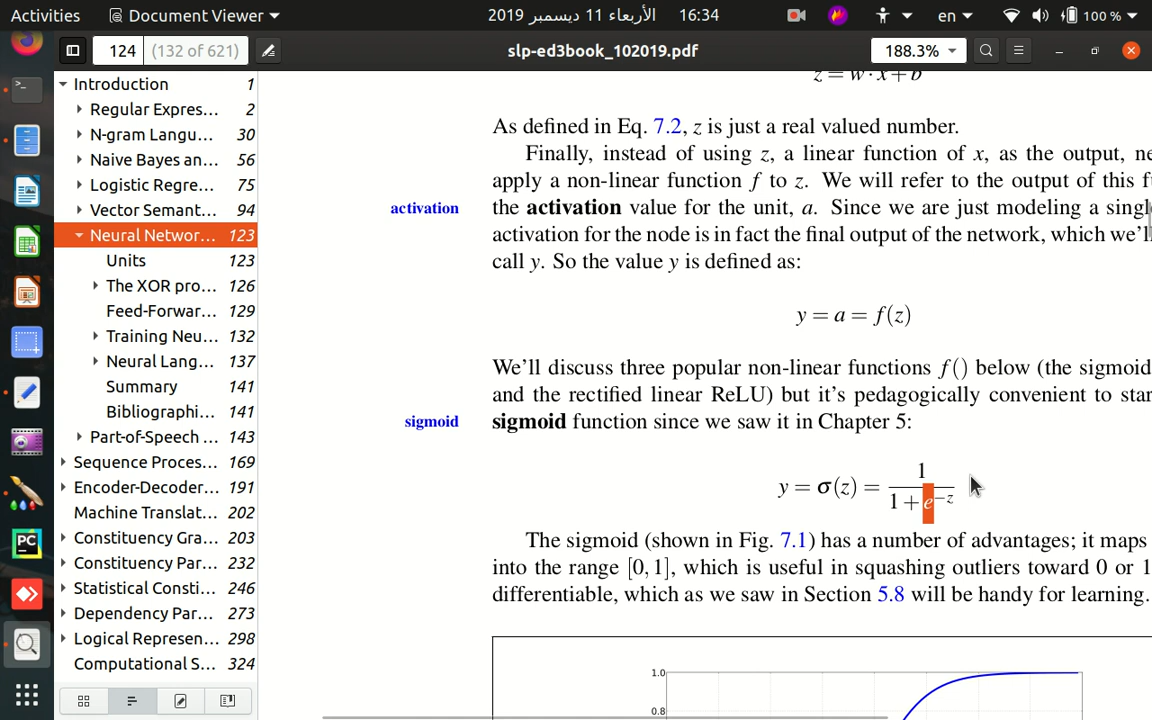 Activities Document Viewer الأربعاء 11 ديسمبر 2019 16:34 en 100 %
124 (132 of 621) slp-ed3book_102019.pdf 188.3%
Introduction 1
Regular Expres... 2
N-gram Langu... 30
Naive Bayes an... 56
Logistic Regre... 75
Vector Semant... 94
Neural Networ... 123
Units 123
The XOR pro... 126
Feed-Forwar... 129
Training Neu... 132
Neural Lang... 137
Summary 141
Bibliographi... 141
Part-of-Speech ... 143
Sequence Proces... 169
Encoder-Decoder... 191
Machine Translat... 202
Constituency Gra... 203
Constituency Par... 232
Statistical Consti... 246
Dependency Par... 273
Logical Represen... 298
Computational S... 324
z = w · x + b
As defined in Eq. 7.2, z is just a real valued number.
Finally, instead of using z, a linear function of x, as the output, ne
apply a non-linear function f to z. We will refer to the output of this f
activation the activation value for the unit, a. Since we are just modeling a singl
activation for the node is in fact the final output of the network, which we'l
call y. So the value y is defined as:
y = a = f(z)
We'll discuss three popular non-linear functions f() below (the sigmoid
and the rectified linear ReLU) but it's pedagogically convenient to star
sigmoid sigmoid function since we saw it in Chapter 5:
y = σ(z) = 1 / (1 + e^−z)
The sigmoid (shown in Fig. 7.1) has a number of advantages; it maps
into the range [0,1], which is useful in squashing outliers toward 0 or 1
differentiable, which as we saw in Section 5.8 will be handy for learning.
1.0
0.8